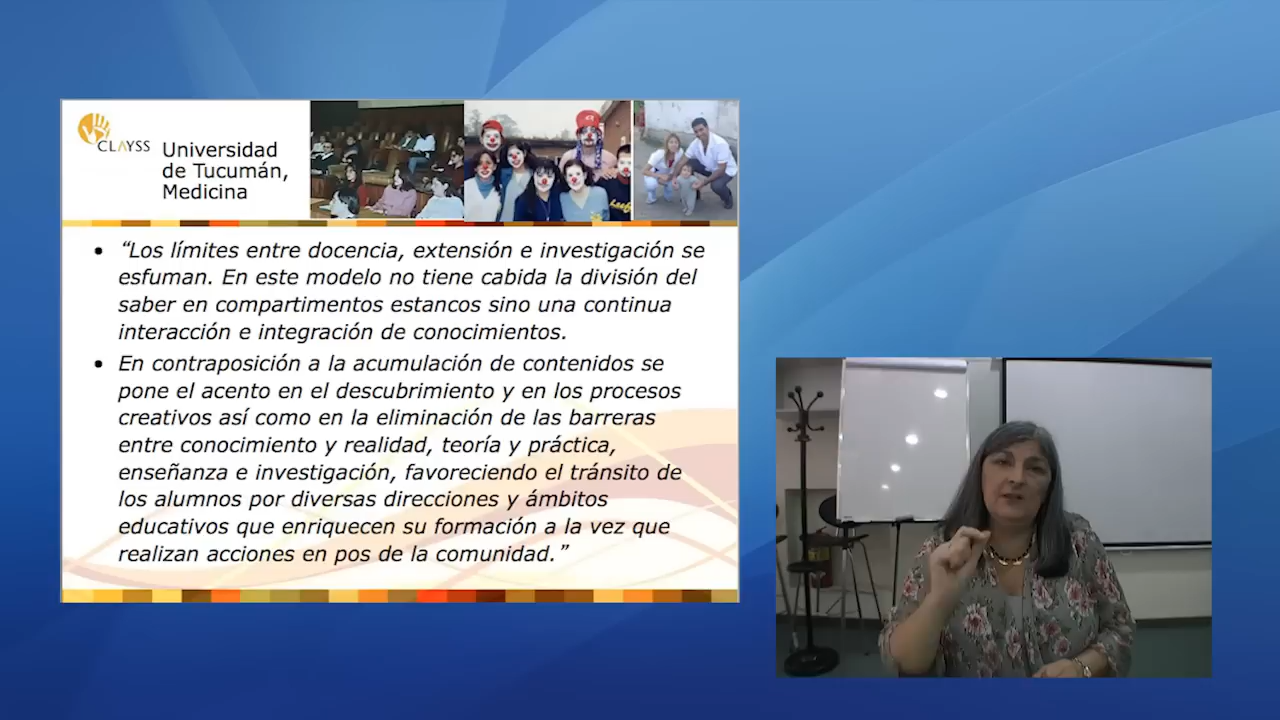 CLAYSS
Universidad
de Tucumán,
Medicina
• “Los límites entre docencia, extensión e investigación se
esfuman. En este modelo no tiene cabida la división del
saber en compartimentos estancos sino una continua
interacción e integración de conocimientos.
• En contraposición a la acumulación de contenidos se
pone el acento en el descubrimiento y en los procesos
creativos así como en la eliminación de las barreras
entre conocimiento y realidad, teoría y práctica,
enseñanza e investigación, favoreciendo el tránsito de
los alumnos por diversas direcciones y ámbitos
educativos que enriquecen su formación a la vez que
realizan acciones en pos de la comunidad.”